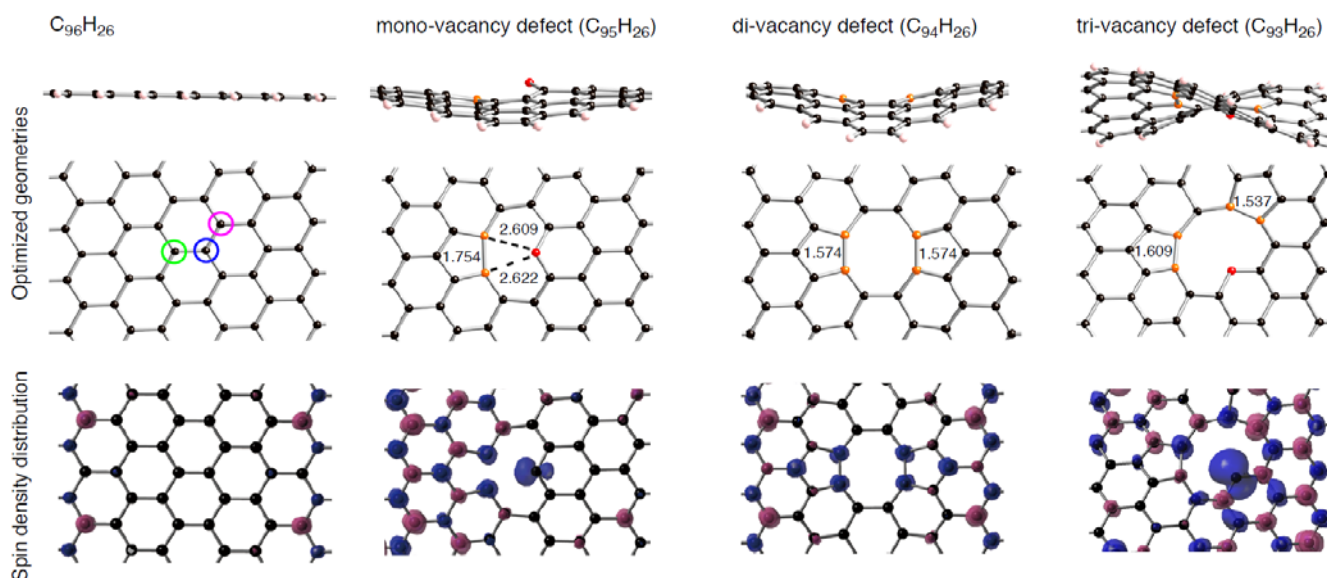 C₉₆H₂₆
mono-vacancy defect (C₉₅H₂₆)
di-vacancy defect (C₉₄H₂₆)
tri-vacancy defect (C₉₃H₂₆)
Optimized geometries
2.609
1.754
2.622
1.574
1.574
1.537
1.609
Spin density distribution